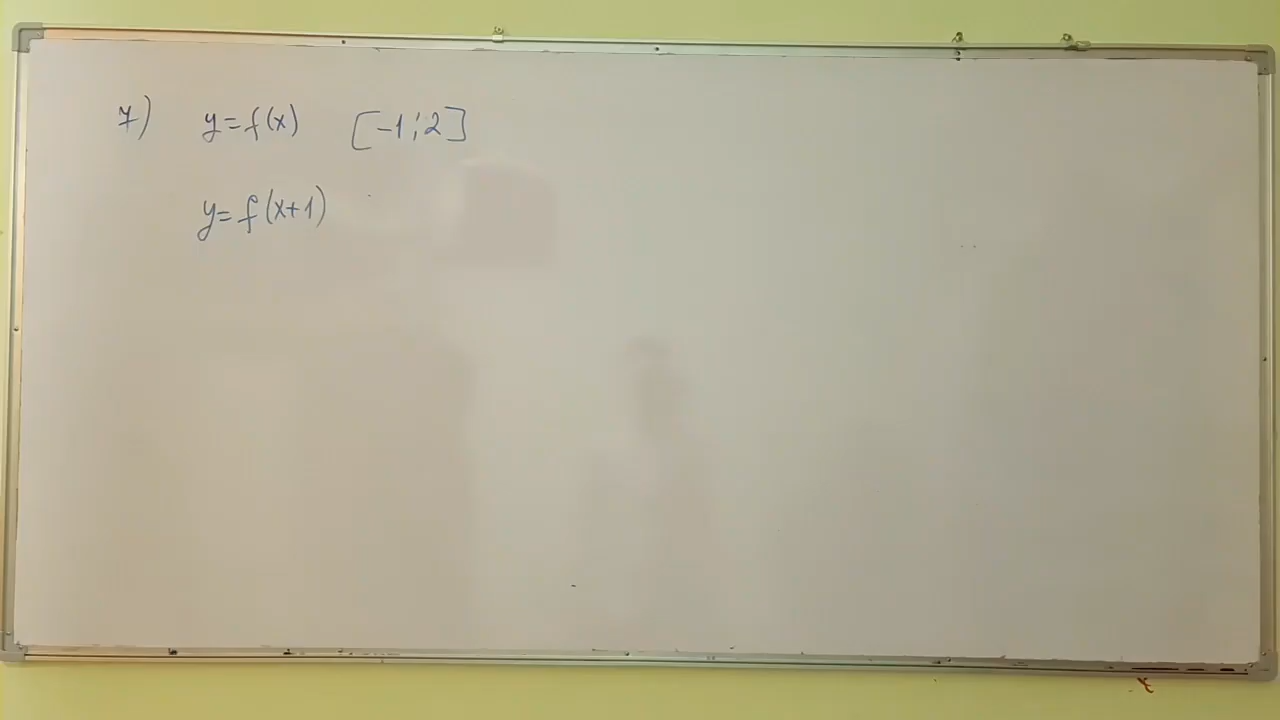 7) y=f(x) [-1;2]
y=f(x+1)